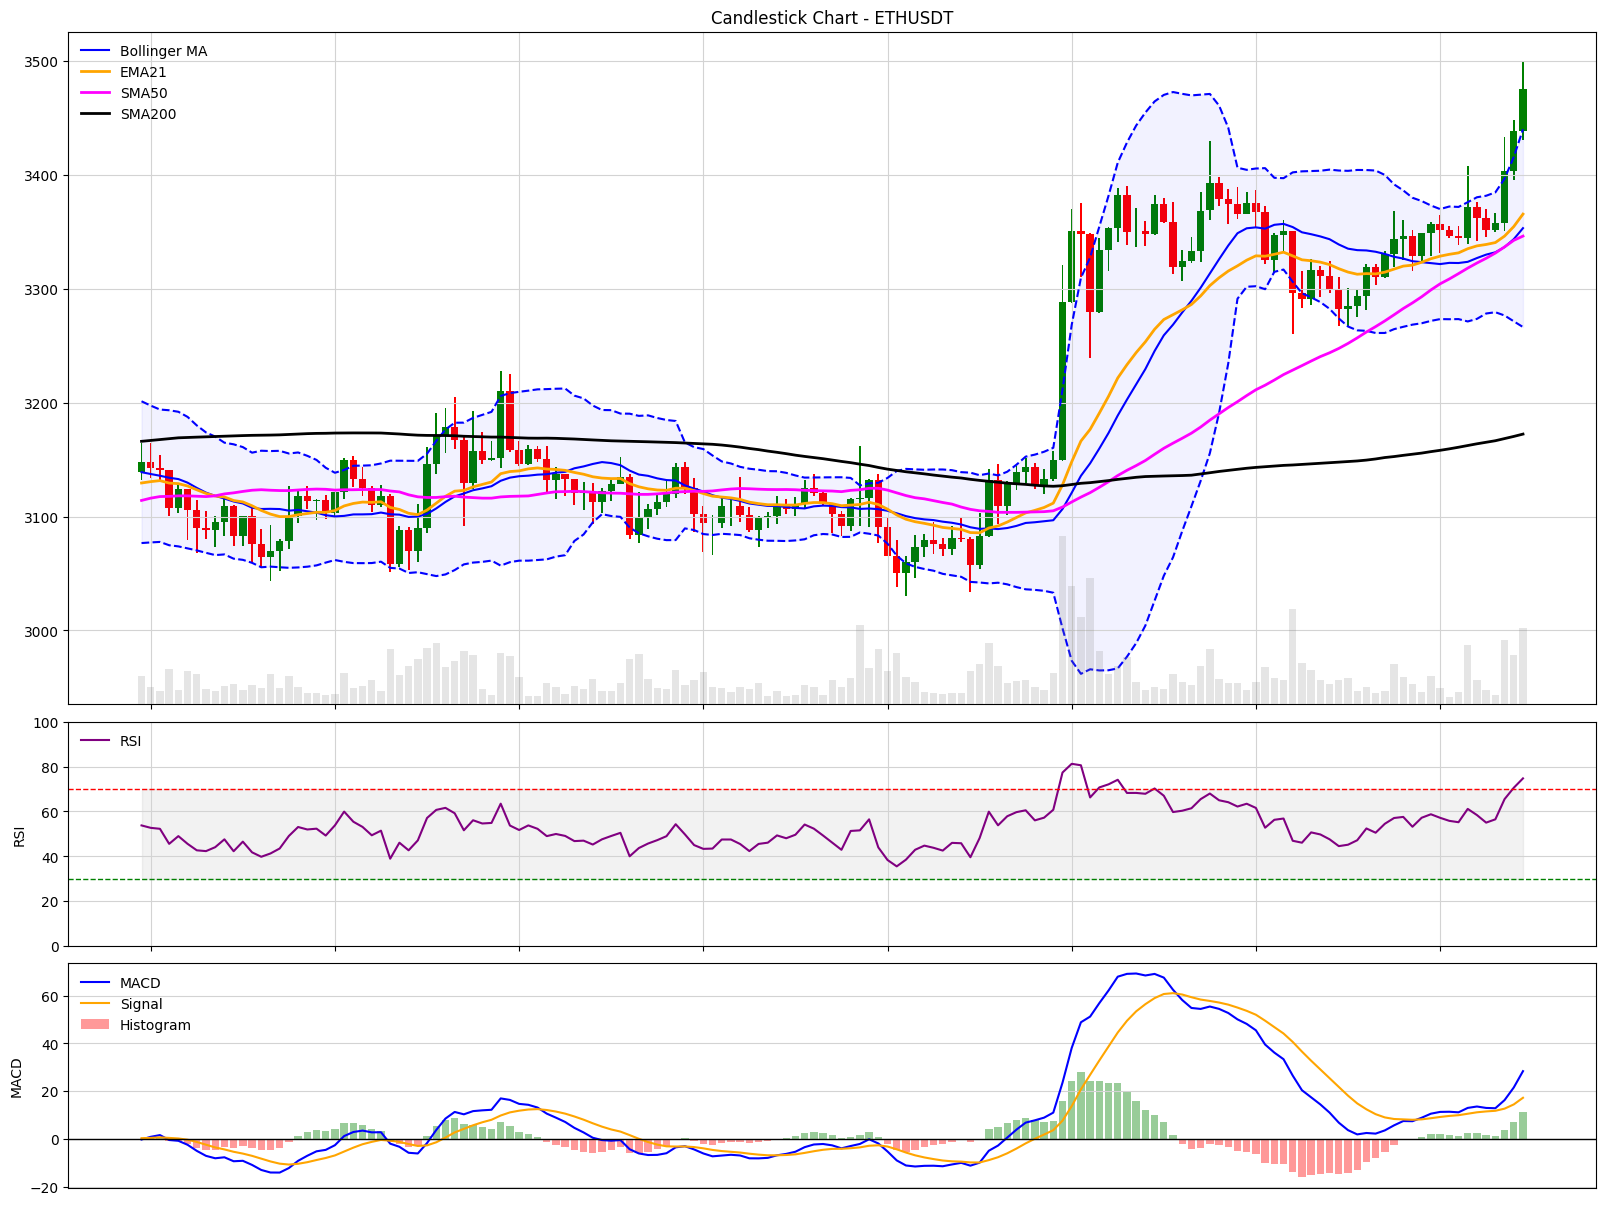 Candlestick Chart - ETHUSDT
Bollinger MA
EMA21
SMA50
SMA200
3500
3400
3300
3200
3100
3000
RSI
100
80
60
40
20
0
RSI
MACD
Signal
Histogram
60
40
20
0
−20
MACD